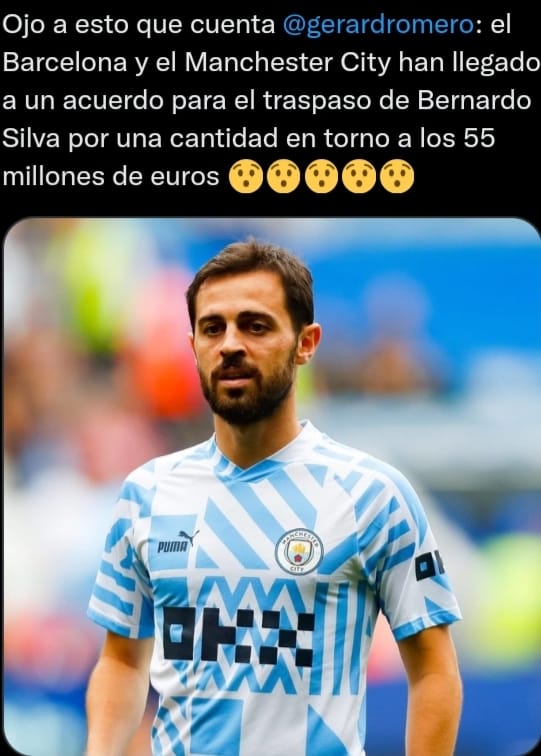 Ojo a esto que cuenta @gerardromero: el
Barcelona y el Manchester City han llegado
a un acuerdo para el traspaso de Bernardo
Silva por una cantidad en torno a los 55
millones de euros 😯😯😯😯😯
PUMA
MANCHESTER
CITY
OKX